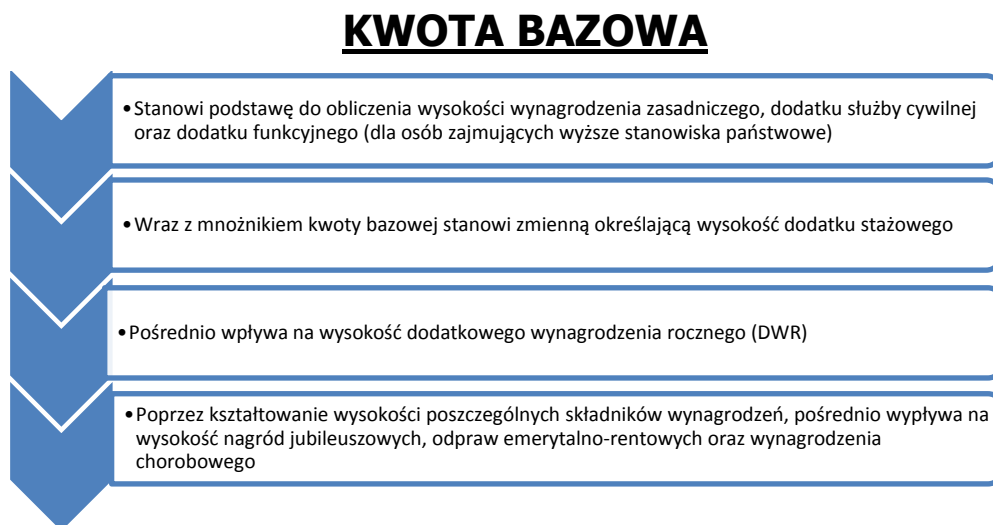 KWOTA BAZOWA
•Stanowi podstawę do obliczenia wysokości wynagrodzenia zasadniczego, dodatku służby cywilnej
oraz dodatku funkcyjnego (dla osób zajmujących wyższe stanowiska państwowe)
•Wraz z mnożnikiem kwoty bazowej stanowi zmienną określającą wysokość dodatku stażowego
•Pośrednio wpływa na wysokość dodatkowego wynagrodzenia rocznego (DWR)
•Poprzez kształtowanie wysokości poszczególnych składników wynagrodzeń, pośrednio wypływa na
wysokość nagród jubileuszowych, odpraw emerytalno-rentowych oraz wynagrodzenia
chorobowego